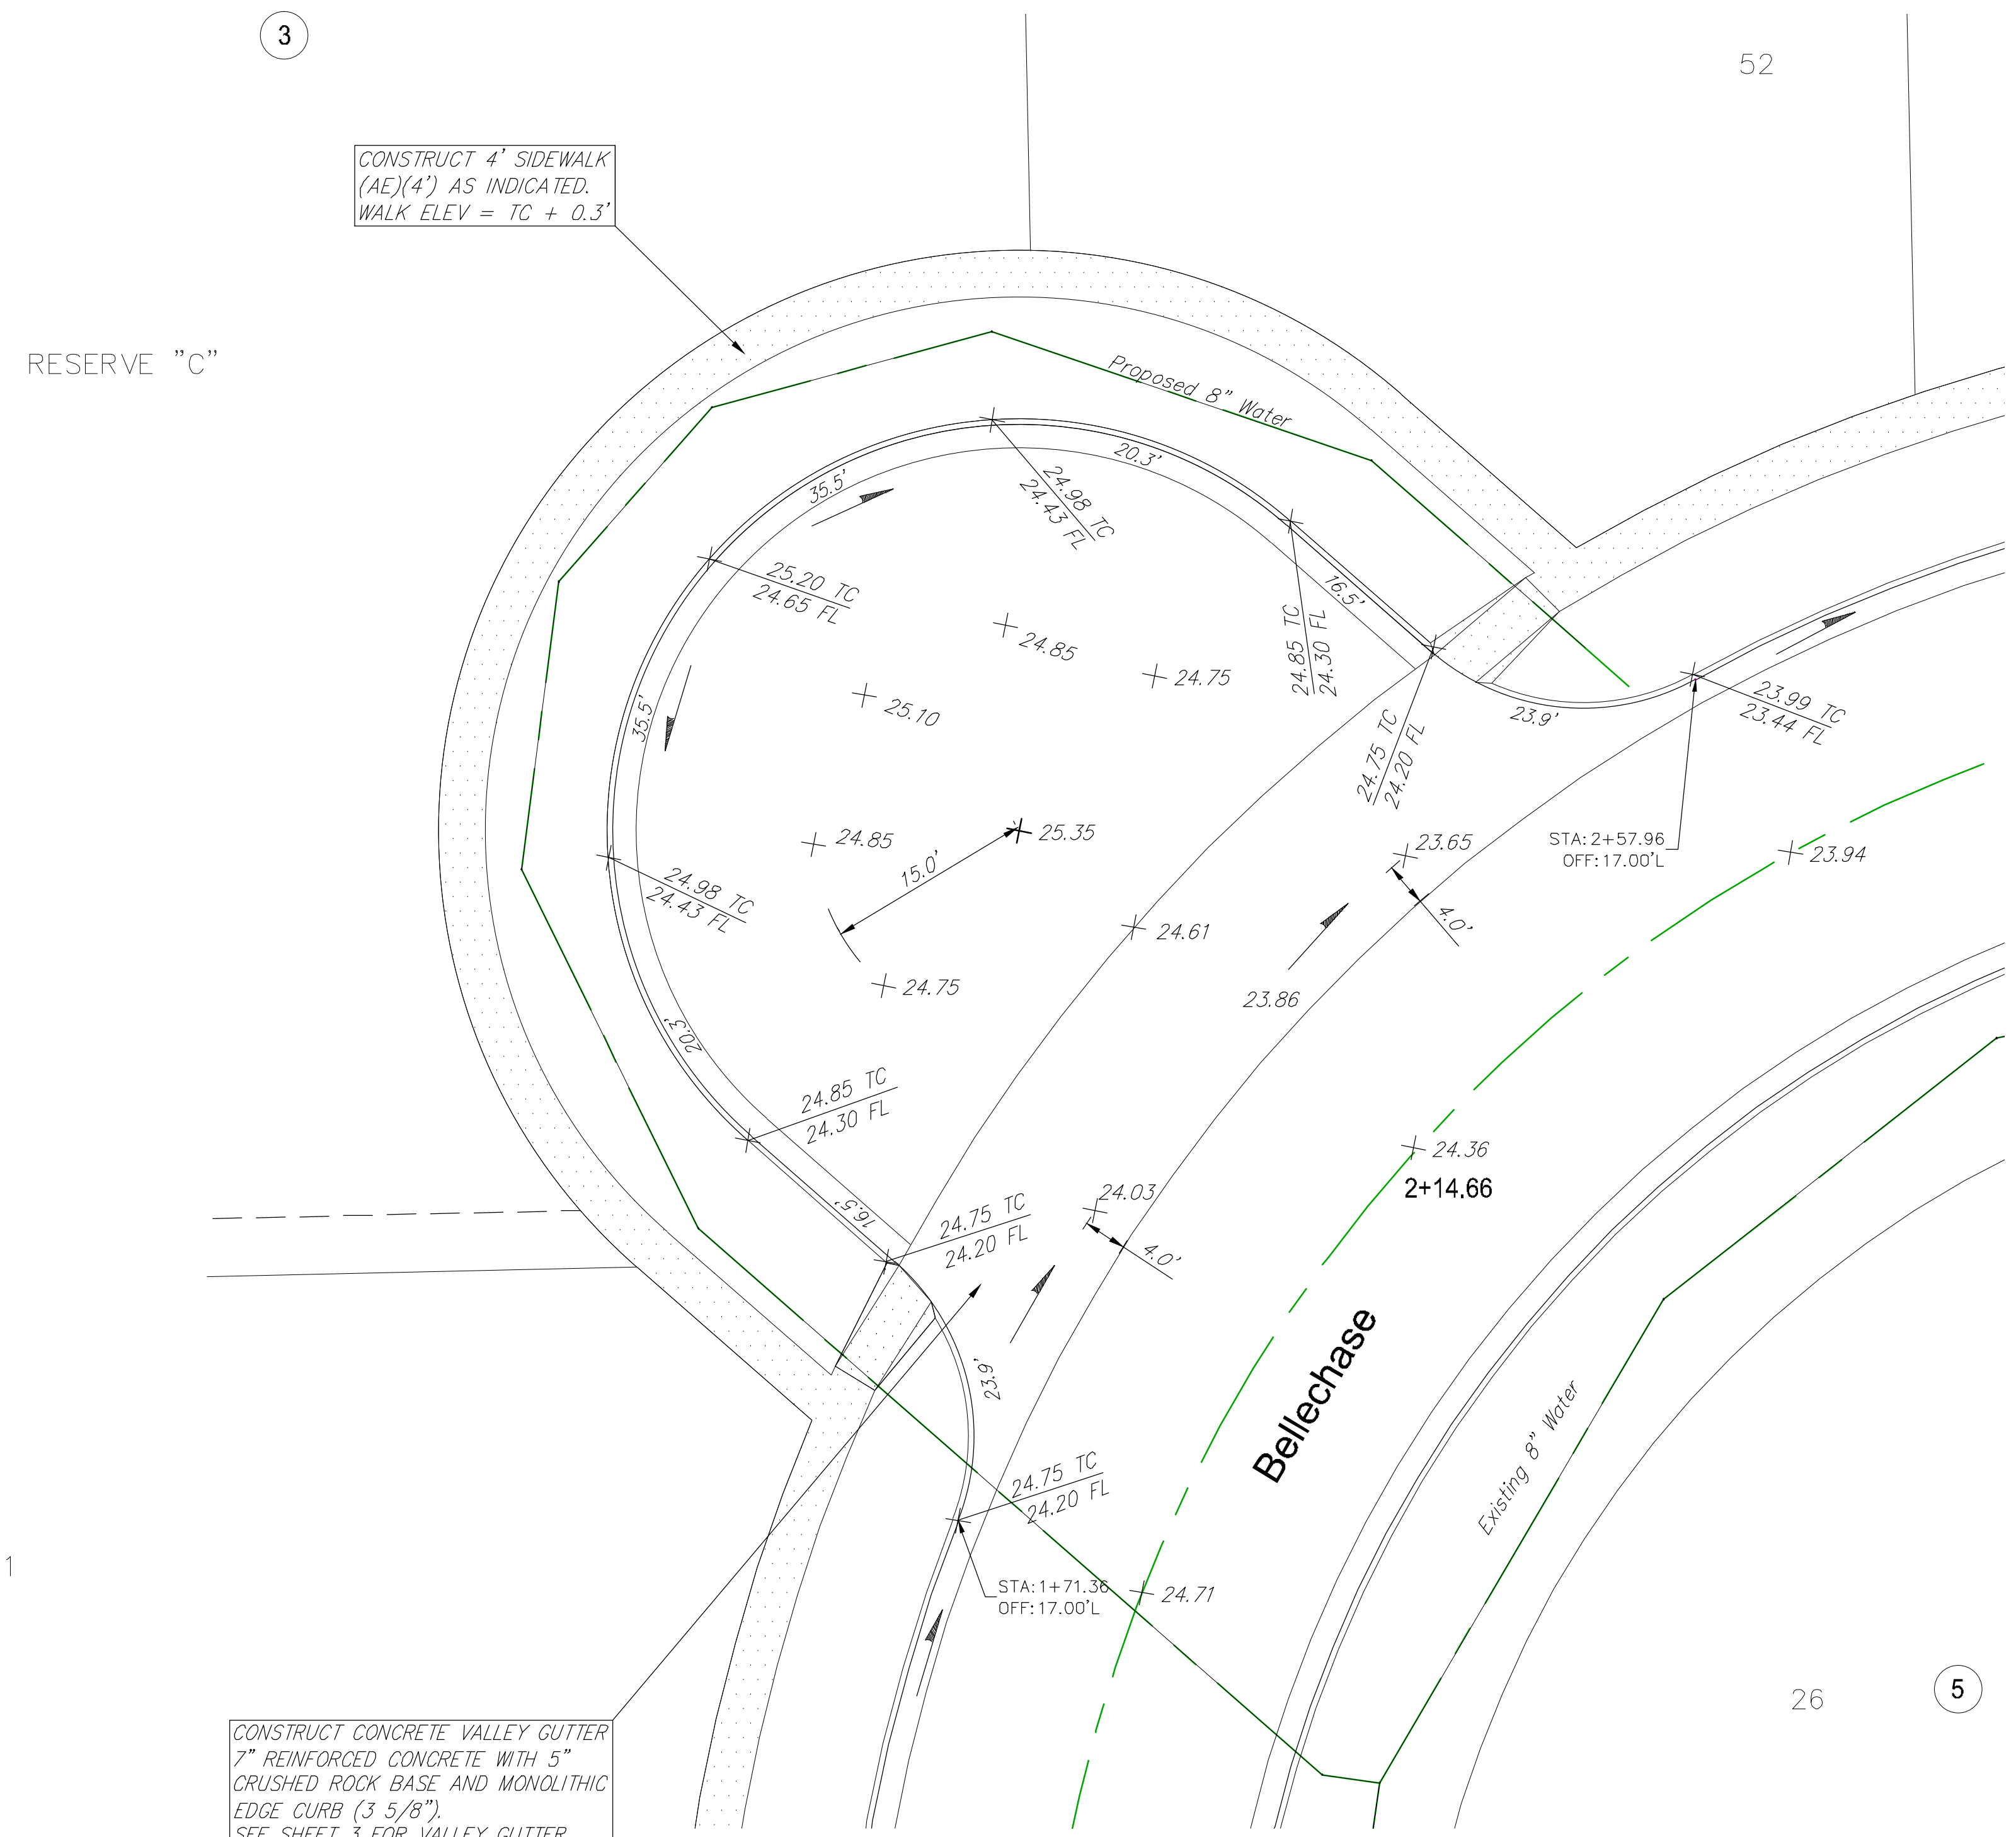 3
52
CONSTRUCT 4' SIDEWALK
(AE)(4') AS INDICATED.
WALK ELEV = TC + 0.3'
RESERVE "C"
Proposed 8" Water
20.3'
35.5'
24.98 TC
24.43 FL
25.20 TC
24.65 FL
16.5'
24.85 TC
24.30 FL
24.85
24.75
25.10
35.5'
23.9'
23.99 TC
23.44 FL
24.75 TC
24.20 FL
24.85
25.35
23.65
STA:2+57.96
OFF:17.00'L
23.94
15.0'
24.98 TC
24.43 FL
4.0'
24.61
24.75
23.86
20.3'
24.85 TC
24.30 FL
24.36
2+14.66
24.03
16.5'
24.75 TC
24.20 FL
4.0'
23.9'
Bellechase
Existing 8" Water
24.75 TC
24.20 FL
1
STA:1+71.36
OFF:17.00'L
24.71
26
5
CONSTRUCT CONCRETE VALLEY GUTTER
7" REINFORCED CONCRETE WITH 5"
CRUSHED ROCK BASE AND MONOLITHIC
EDGE CURB (3 5/8").
SEE SHEET 3 FOR VALLEY GUTTER